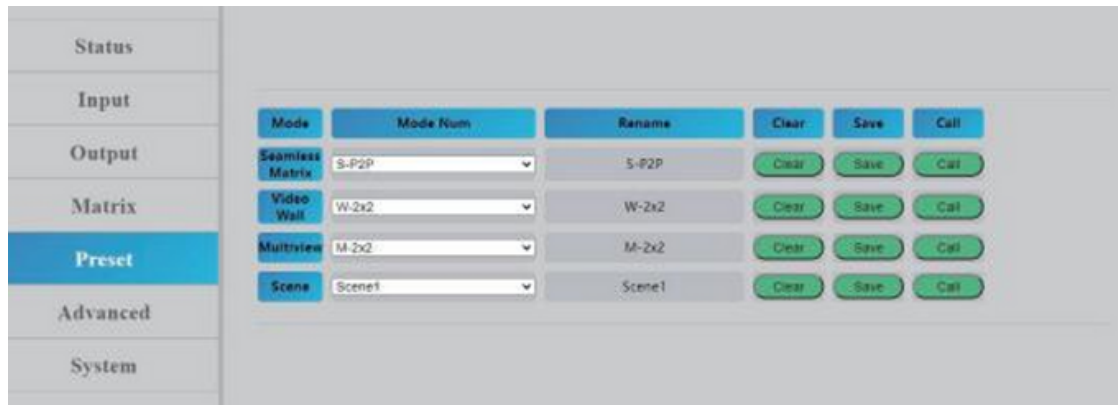 Status
Input
Output
Matrix
Preset
Advanced
System
Mode Mode Num Rename Clear Save Call
Seamless
Matrix
S-P2P S-P2P Clear Save Call
Video
Wall
W-2x2 W-2x2 Clear Save Call
Multiview M-2x2 M-2x2 Clear Save Call
Scene Scene1 Scene1 Clear Save Call